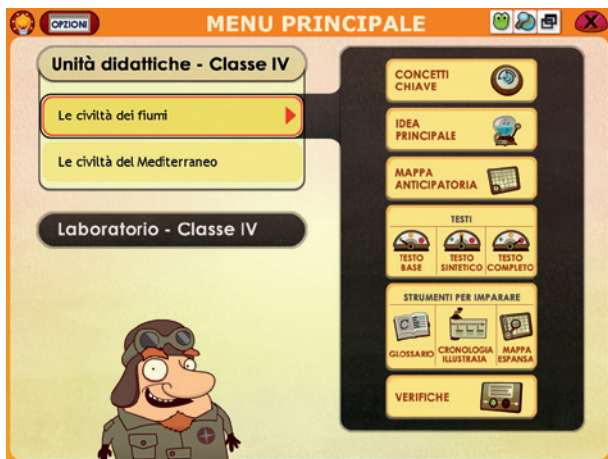 OPZIONI
MENU PRINCIPALE
Unità didattiche - Classe IV
Le civiltà dei fiumi
Le civiltà del Mediterraneo
Laboratorio - Classe IV
CONCETTI
CHIAVE
IDEA
PRINCIPALE
MAPPA
ANTICIPATORIA
TESTI
TESTO
BASE
TESTO
SINTETICO
TESTO
COMPLETO
STRUMENTI PER IMPARARE
GLOSSARIO
CRONOLOGIA
ILLUSTRATA
MAPPA
ESPANSA
VERIFICHE